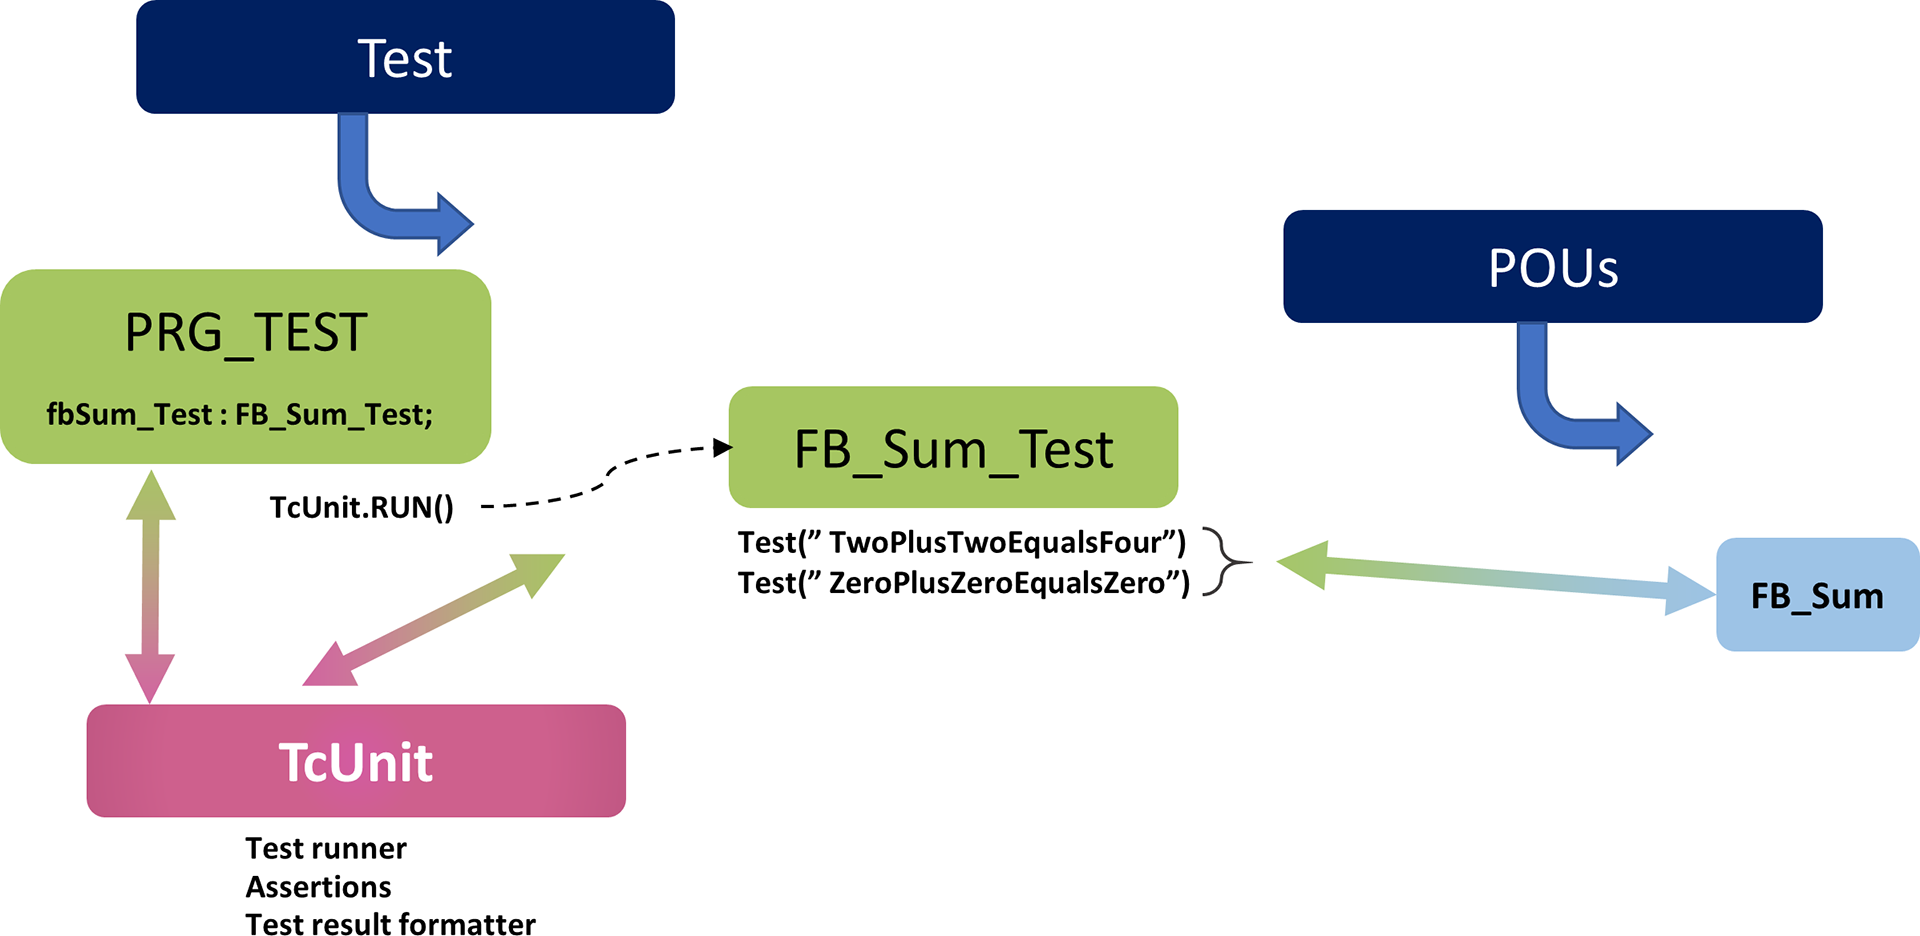 Test
POUs
PRG_TEST
fbSum_Test : FB_Sum_Test;
FB_Sum_Test
TcUnit.RUN()
Test(” TwoPlusTwoEqualsFour”)
Test(” ZeroPlusZeroEqualsZero”)
FB_Sum
TcUnit
Test runner
Assertions
Test result formatter